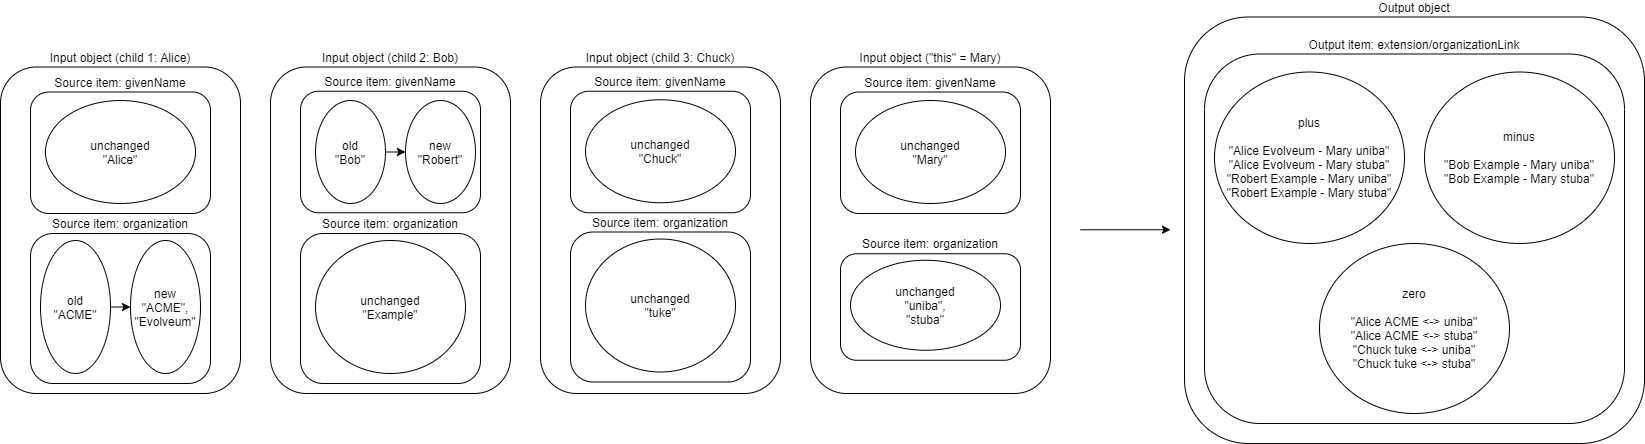 Input object (child 1: Alice)
Source item: givenName
unchanged
"Alice"
Source item: organization
old
"ACME"
new
"ACME",
"Evolveum"
Input object (child 2: Bob)
Source item: givenName
old
"Bob"
new
"Robert"
Source item: organization
unchanged
"Example"
Input object (child 3: Chuck)
Source item: givenName
unchanged
"Chuck"
Source item: organization
unchanged
"tuke"
Input object ("this" = Mary)
Source item: givenName
unchanged
"Mary"
Source item: organization
unchanged
"uniba",
"stuba"
Output object
Output item: extension/organizationLink
plus
"Alice Evolveum - Mary uniba"
"Alice Evolveum - Mary stuba"
"Robert Example - Mary uniba"
"Robert Example - Mary stuba"
minus
"Bob Example - Mary uniba"
"Bob Example - Mary stuba"
zero
"Alice ACME <-> uniba"
"Alice ACME <-> stuba"
"Chuck tuke <-> uniba"
"Chuck tuke <-> stuba"